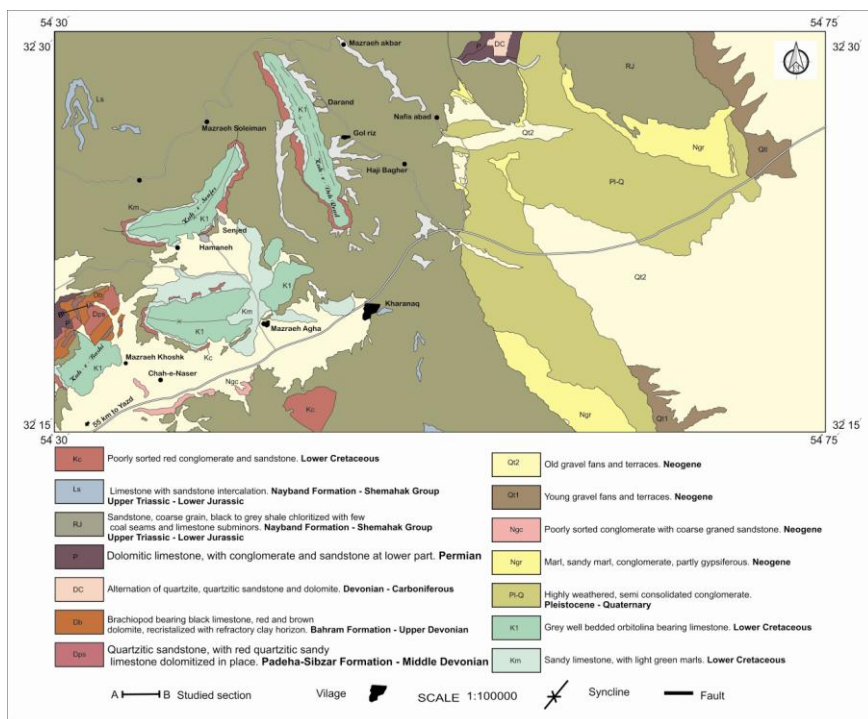 54 30
54 75
32 30
32 30
Mazraeh akbar
P
DC
RJ
Ls
K1
Darand
Nafis abad
Mazraeh Soleiman
Gol riz
Qt2
Ngr
Qt1
Haji Bagher
Pl-Q
Km
K1
Senjed
Hamaneh
Qt2
Db
Dps
P
K1
Km
K1
Kharanaq
Mazraeh Agha
K1
Mazraeh Khoshk
Kc
Chah-e-Naser
Ngc
Kc
Ngr
Qt1
55 km to Yazd
32 15
32 15
54 30
54 75
Kc Poorly sorted red conglomerate and sandstone. Lower Cretaceous
Ls Limestone with sandstone intercalation. Nayband Formation - Shemahak Group
Upper Triassic - Lower Jurassic
RJ Sandstone, coarse grain, black to grey shale chloritized with few
coal seams and limestone subminors. Nayband Formation - Shemahak Group
Upper Triassic - Lower Jurassic
P Dolomitic limestone, with conglomerate and sandstone at lower part. Permian
DC Alternation of quartzite, quartzitic sandstone and dolomite. Devonian - Carboniferous
Db Brachiopod bearing black limestone, red and brown
dolomite, recristalized with refractory clay horizon. Bahram Formation - Upper Devonian
Dps Quartzitic sandstone, with red quartzitic sandy
limestone dolomitized in place. Padeha-Sibzar Formation - Middle Devonian
Qt2 Old gravel fans and terraces. Neogene
Qt1 Young gravel fans and terraces. Neogene
Ngc Poorly sorted conglomerate with coarse graned sandstone. Neogene
Ngr Marl, sandy marl, conglomerate, partly gypsiferous. Neogene
Pl-Q Highly weathered, semi consolidated conglomerate.
Pleistocene - Quaternary
K1 Grey well bedded orbitolina bearing limestone. Lower Cretaceous
Km Sandy limestone, with light green marls. Lower Cretaceous
A B Studied section
Vilage
SCALE 1:100000
Syncline
Fault